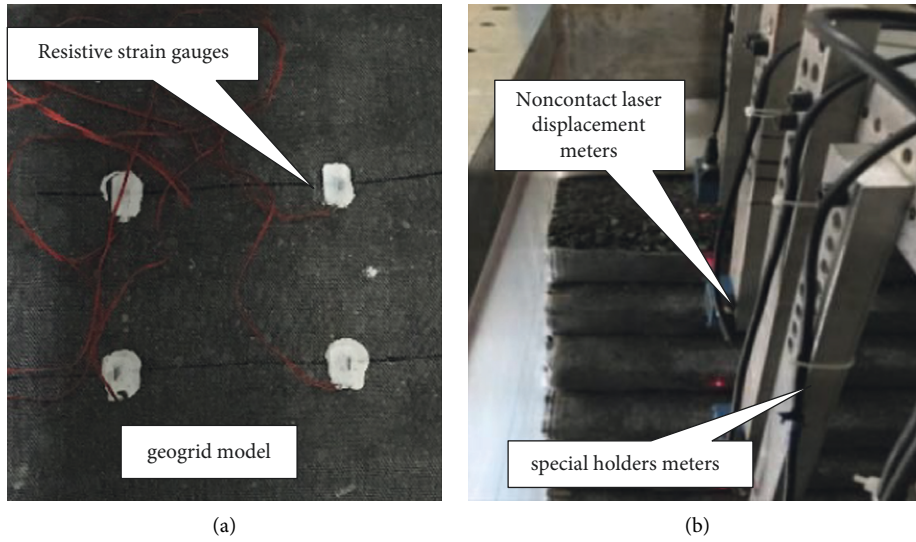 Resistive strain gauges
geogrid model
(a)
Noncontact laser
displacement
meters
special holders meters
(b)